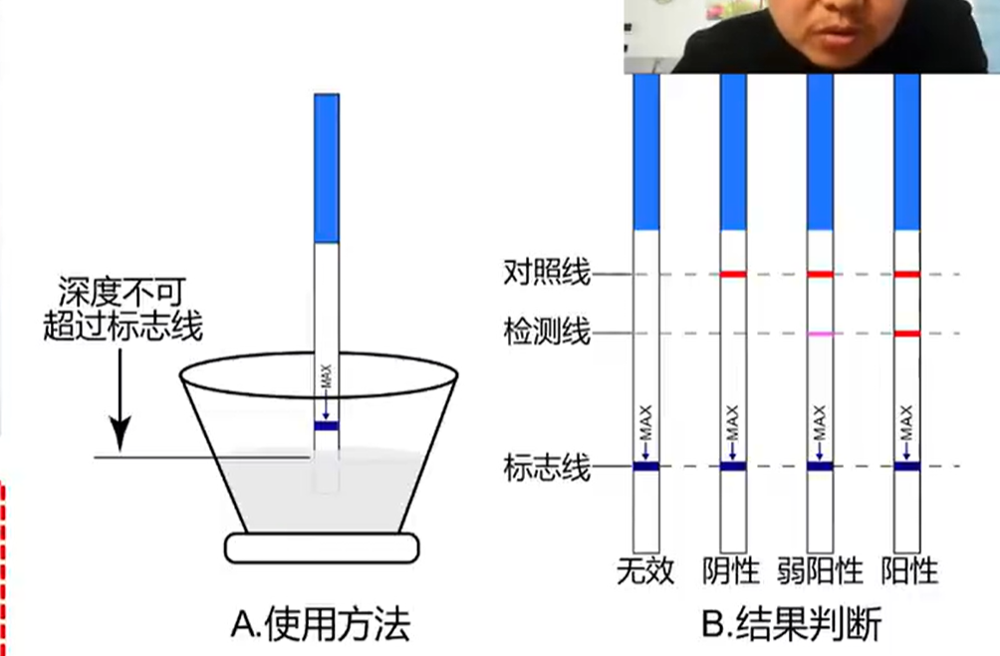 深度不可
超过标志线
MAX
A.使用方法
对照线
检测线
标志线
MAX
MAX
MAX
MAX
无效
阴性
弱阳性
阳性
B.结果判断